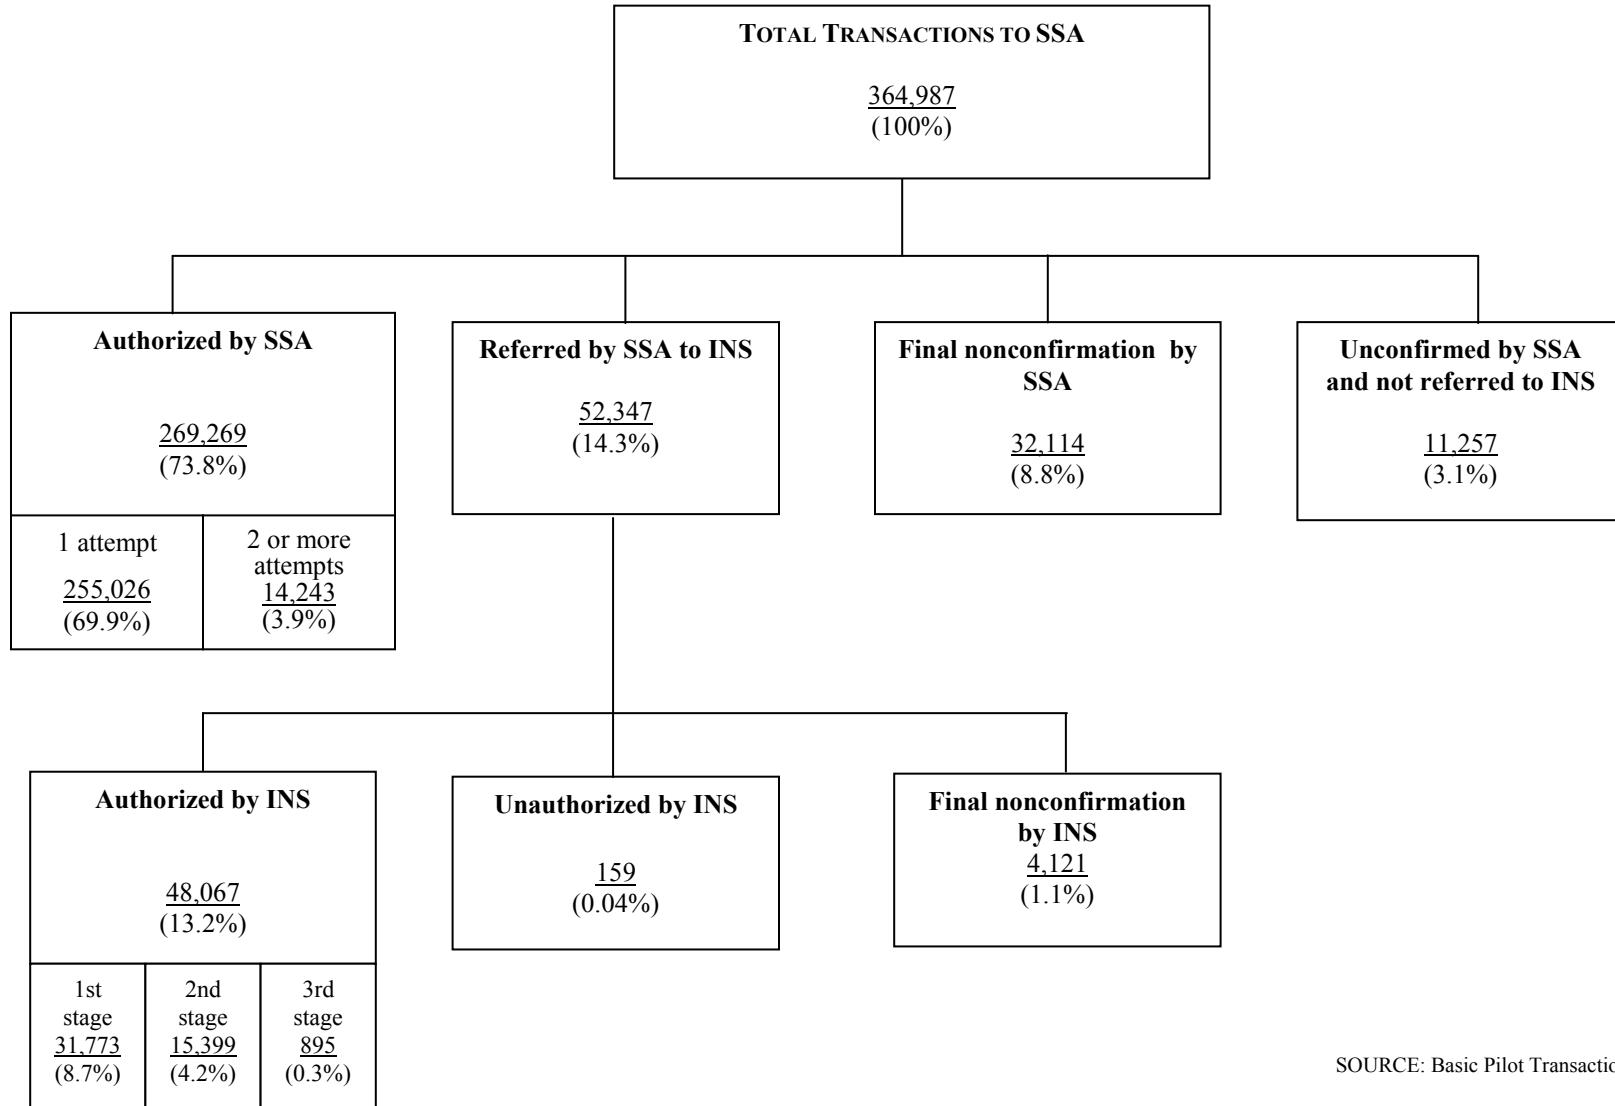 TOTAL TRANSACTIONS TO SSA
364,987
(100%)
Authorized by SSA
269,269
(73.8%)
1 attempt
255,026
(69.9%)
2 or more
attempts
14,243
(3.9%)
Referred by SSA to INS
52,347
(14.3%)
Final nonconfirmation by
SSA
32,114
(8.8%)
Unconfirmed by SSA
and not referred to INS
11,257
(3.1%)
Authorized by INS
48,067
(13.2%)
1st
stage
31,773
(8.7%)
2nd
stage
15,399
(4.2%)
3rd
stage
895
(0.3%)
Unauthorized by INS
159
(0.04%)
Final nonconfirmation
by INS
4,121
(1.1%)
SOURCE: Basic Pilot Transactio